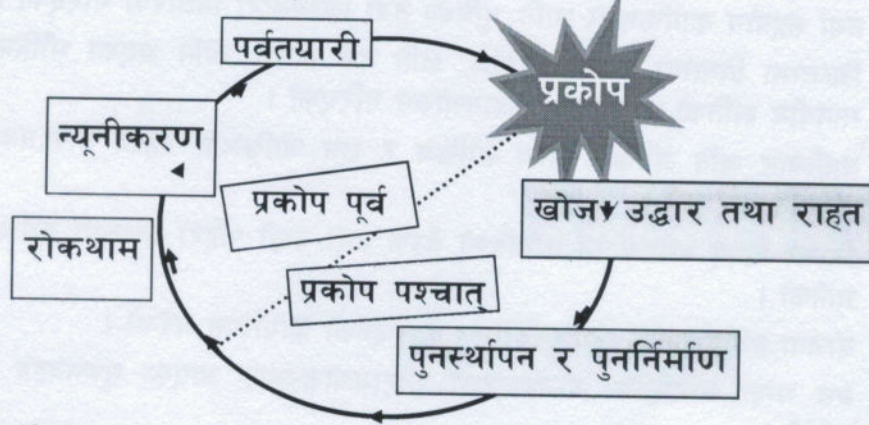 पर्वतयारी
प्रकोप
न्यूनीकरण
प्रकोप पूर्व
खोज उद्धार तथा राहत
रोकथाम
प्रकोप पश्चात्
पुनर्स्थापन र पुनर्निर्माण